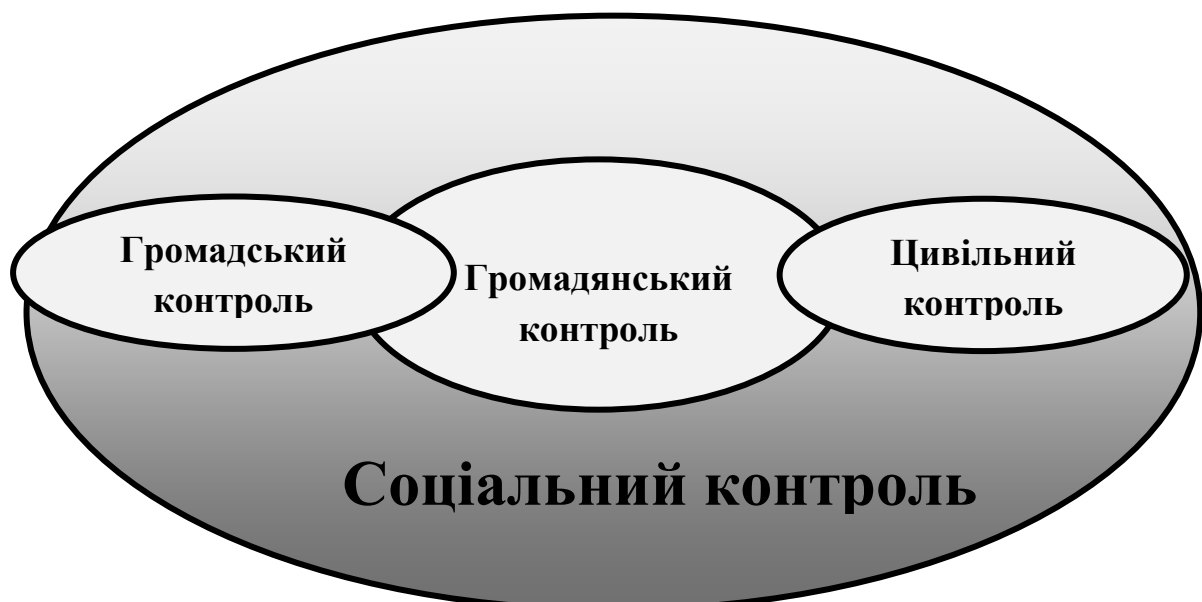 Громадський
контроль
Громадянський
контроль
Цивільний
контроль
Соціальний контроль